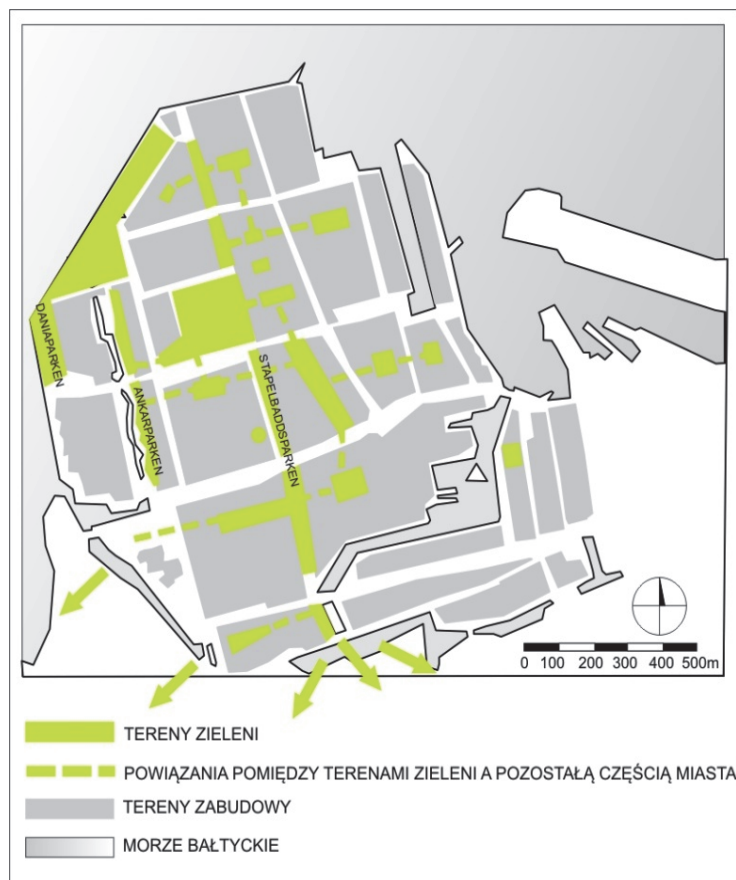 DANIAPARKEN
ANKARPARKEN
STAPELBADDSPARKEN
0 100 200 300 400 500m
TERENY ZIELENI
POWIĄZANIA POMIĘDZY TERENAMI ZIELENI A POZOSTAŁĄ CZĘŚCIĄ MIASTA
TERENY ZABUDOWY
MORZE BAŁTYCKIE